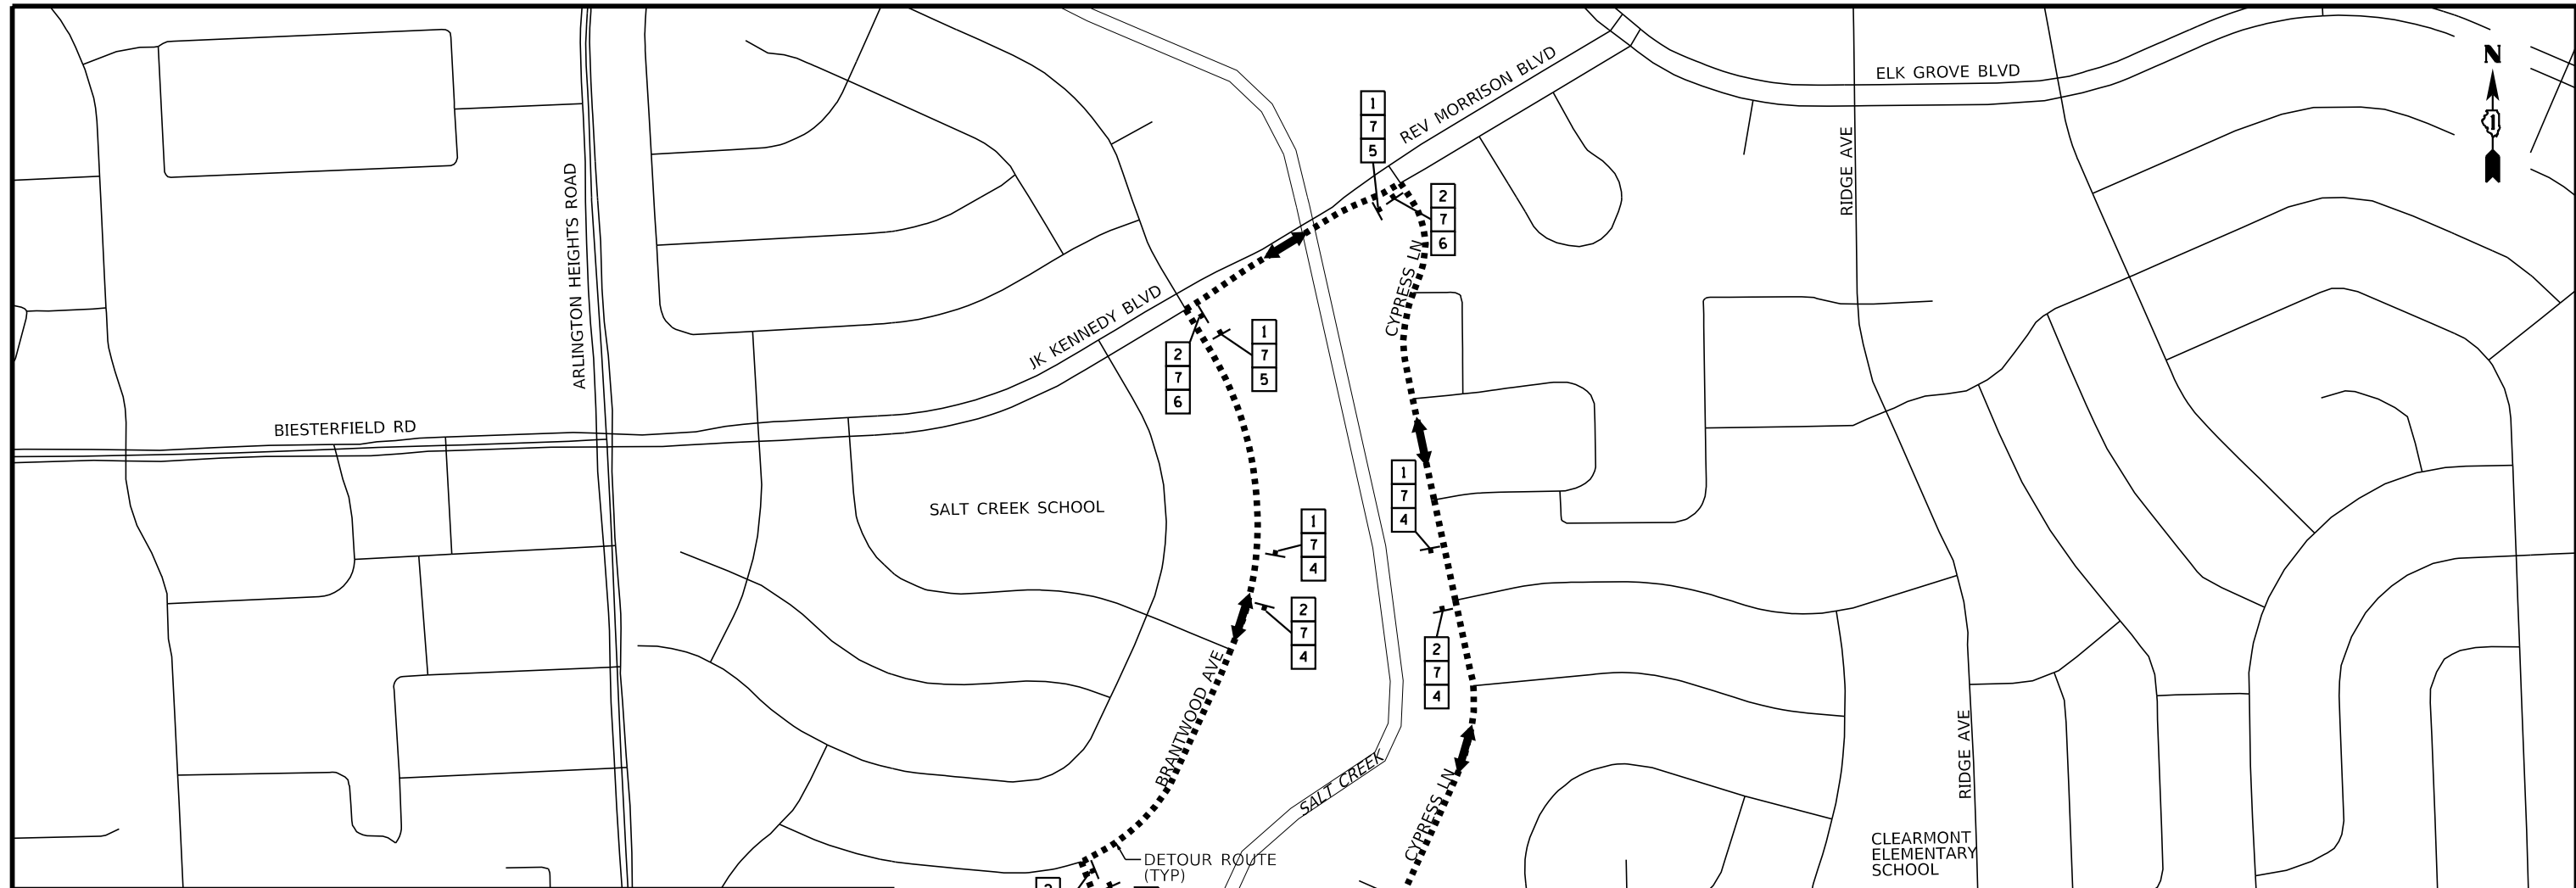 N
1
ELK GROVE BLVD
REV MORRISON BLVD
1
7
5
RIDGE AVE
2
7
6
ARLINGTON HEIGHTS ROAD
CYPRESS LN
JK KENNEDY BLVD
1
7
5
2
7
6
BIESTERFIELD RD
1
7
4
SALT CREEK SCHOOL
1
7
4
2
7
4
2
7
4
BRANTWOOD AVE
RIDGE AVE
SALT CREEK
CYPRESS LN
CLEARMONT
ELEMENTARY
SCHOOL
DETOUR ROUTE
(TYP)